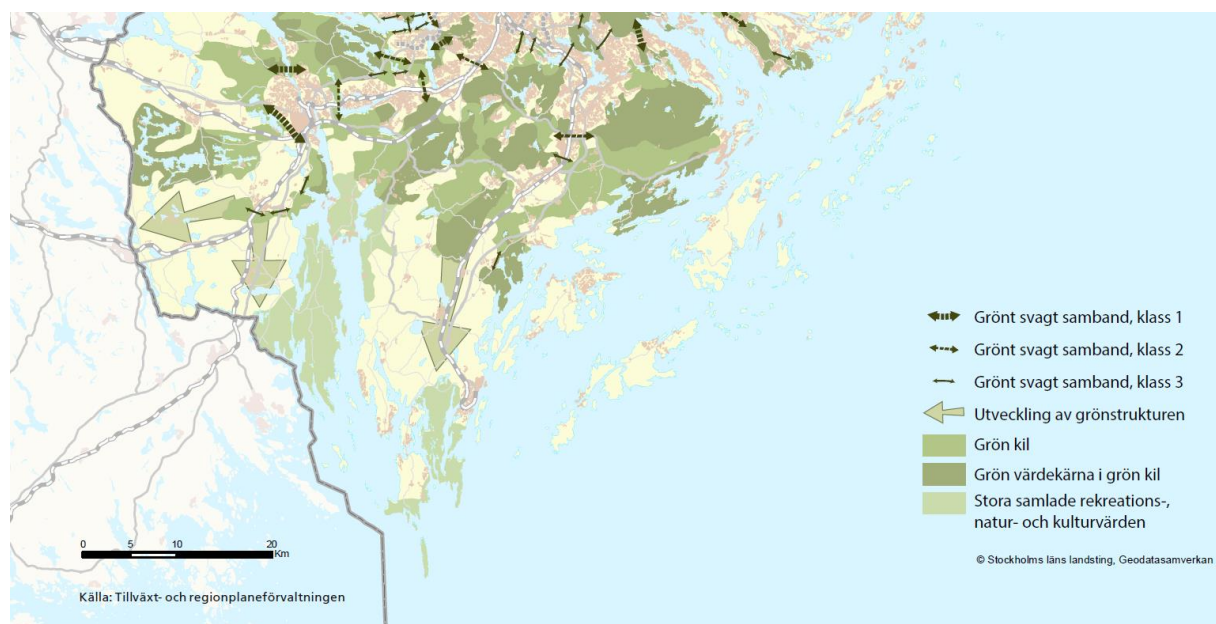 Grönt svagt samband, klass 1
Grönt svagt samband, klass 2
Grönt svagt samband, klass 3
Utveckling av grönstrukturen
Grön kil
Grön värdekärna i grön kil
Stora samlade rekreations-,
natur- och kulturvärden
© Stockholms läns landsting, Geodatasamverkan
0 5 10 20
Km
Källa: Tillväxt- och regionplaneförvaltningen